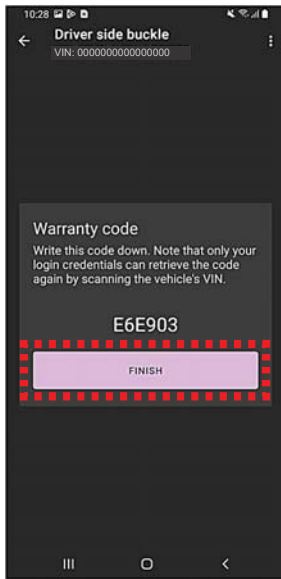 10:28
Driver side buckle
VIN: 0000000000000000
Warranty code
Write this code down. Note that only your
login credentials can retrieve the code
again by scanning the vehicle's VIN.
E6E903
FINISH